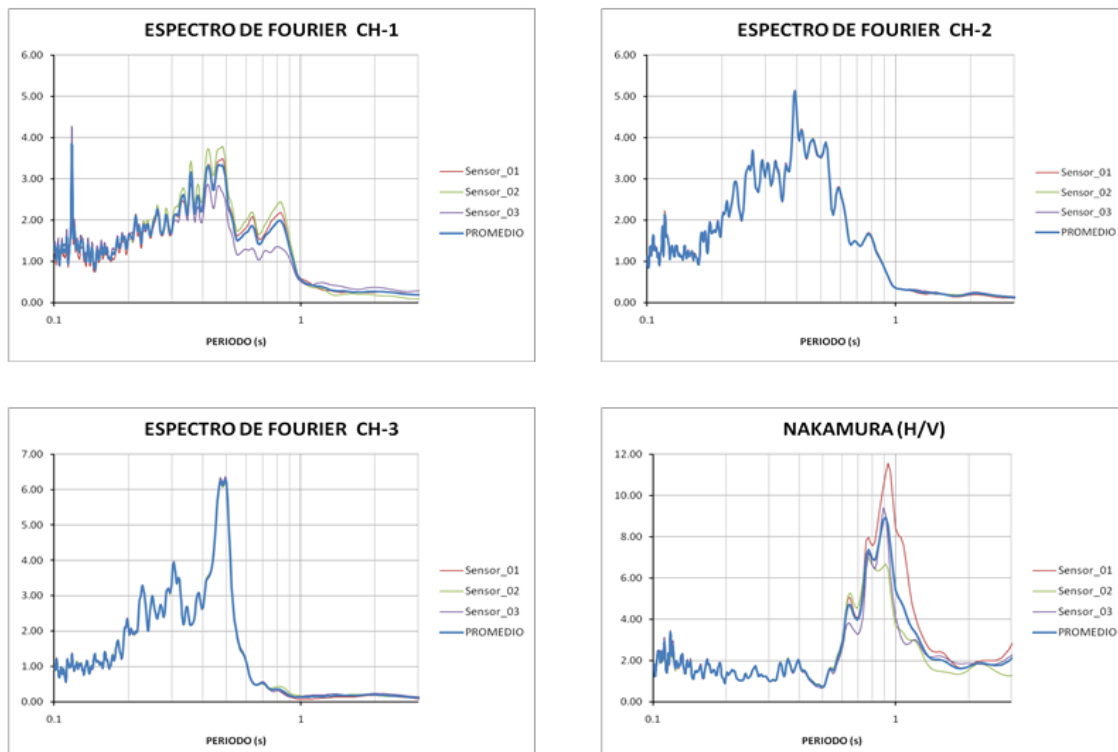 ESPECTRO DE FOURIER CH-1
6.00
5.00
4.00
3.00
2.00
1.00
0.00
0.1
1
PERIODO (s)
Sensor_01
Sensor_02
Sensor_03
PROMEDIO
ESPECTRO DE FOURIER CH-2
6.00
5.00
4.00
3.00
2.00
1.00
0.00
0.1
1
PERIODO (s)
Sensor_01
Sensor_02
Sensor_03
PROMEDIO
ESPECTRO DE FOURIER CH-3
7.00
6.00
5.00
4.00
3.00
2.00
1.00
0.00
0.1
1
PERIODO (s)
Sensor_01
Sensor_02
Sensor_03
PROMEDIO
NAKAMURA (H/V)
12.00
10.00
8.00
6.00
4.00
2.00
0.00
0.1
1
PERIODO (s)
Sensor_01
Sensor_02
Sensor_03
PROMEDIO